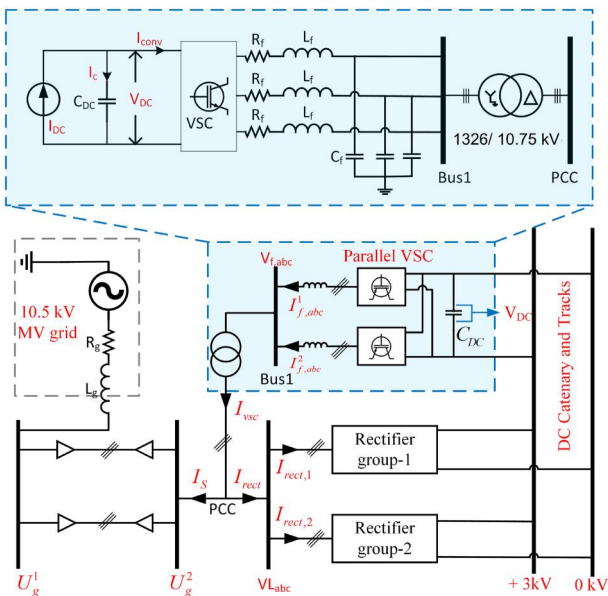 I_conv
R_f
L_f
I_c
C_DC
V_DC
R_f
L_f
I_DC
VSC
R_f
L_f
1326/ 10.75 kV
C_f
Bus1
PCC
V_f,abc
Parallel VSC
10.5 kV
MV grid
I^1_f,abc
V_DC
C_DC
R_g
I^2_f,abc
Bus1
L_g
DC Catenary and Tracks
I_vsc
Rectifier
group-1
I_rect,1
I_S
I_rect
PCC
I_rect,2
Rectifier
group-2
U^1_g
U^2_g
VL_abc
+ 3kV
0 kV